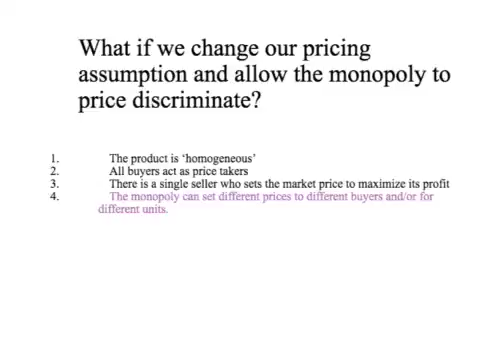 What if we change our pricing
assumption and allow the monopoly to
price discriminate?
1. The product is ‘homogeneous’
2. All buyers act as price takers
3. There is a single seller who sets the market price to maximize its profit
4. The monopoly can set different prices to different buyers and/or for
different units.